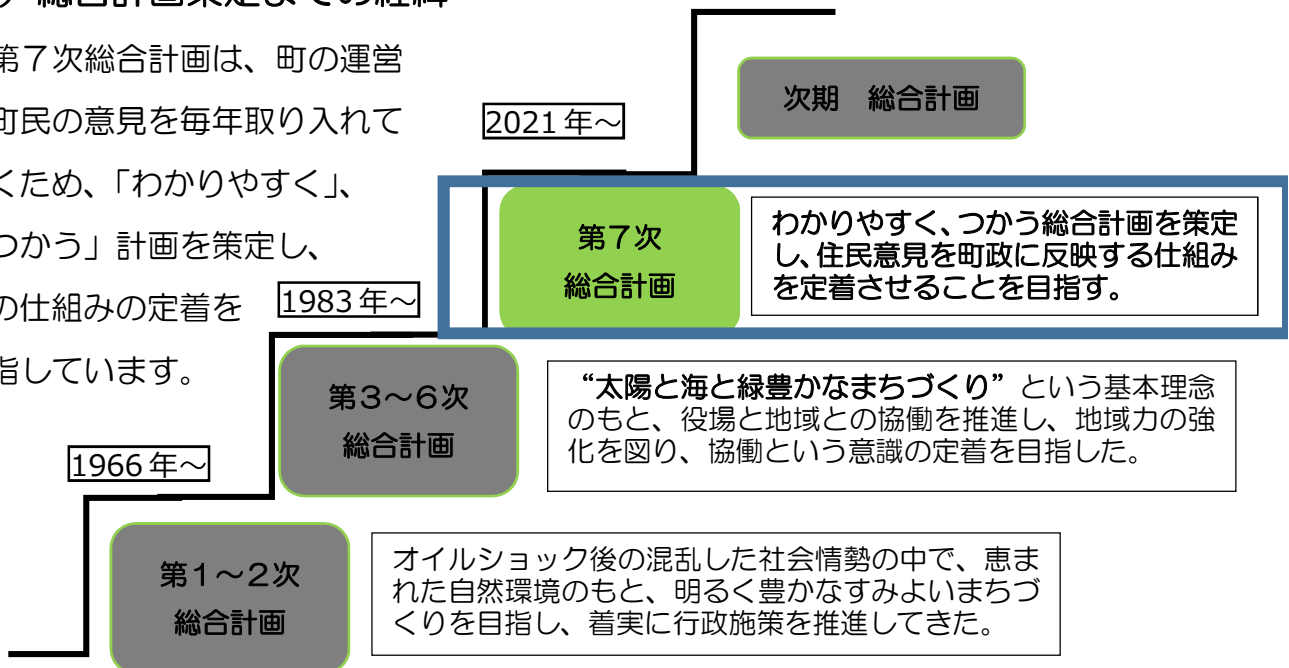 総合計画策定までの経緯
第7次総合計画は、町の運営
町民の意見を毎年取り入れて
くため、「わかりやすく」、
つかう」計画を策定し、
の仕組みの定着を
指しています。
次期　総合計画
2021年～
第7次
総合計画
わかりやすく、つかう総合計画を策定
し、住民意見を町政に反映する仕組み
を定着させることを目指す。
1983年～
第3～6次
総合計画
“太陽と海と緑豊かなまちづくり”という基本理念
のもと、役場と地域との協働を推進し、地域力の強
化を図り、協働という意識の定着を目指した。
1966年～
第1～2次
総合計画
オイルショック後の混乱した社会情勢の中で、恵ま
れた自然環境のもと、明るく豊かなすみよいまちづ
くりを目指し、着実に行政施策を推進してきた。